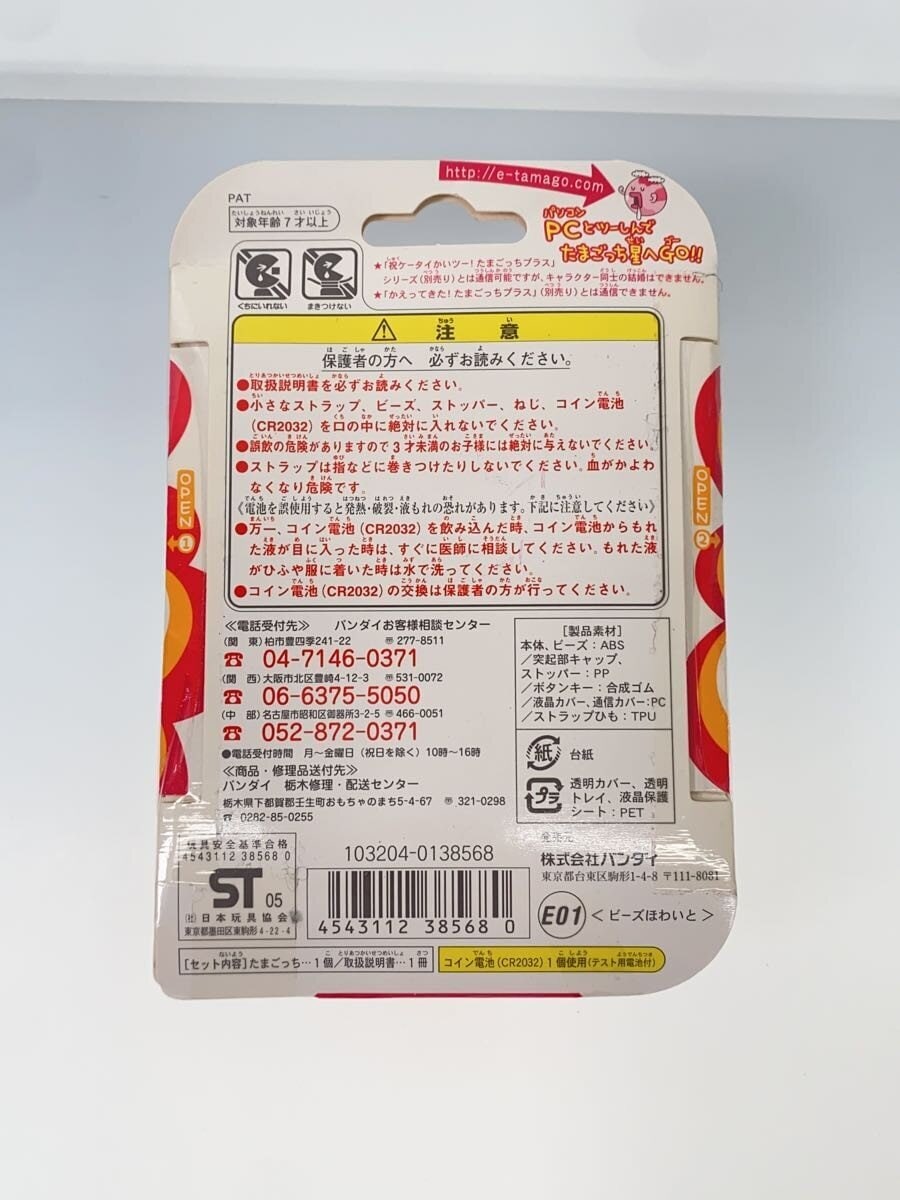 http://e-tamago.com
PAT
対象年齢7才以上
パソコン
PCとツーしんで
たまごっち星へGO!!
くちにいれない
まきつけない
★「祝ケータイかいツー!たまごっちプラス」
シリーズ(別売り)とは通信可能ですが、キャラクター同士の結婚はできません。
★「かえってきた!たまごっちプラス」(別売り)とは通信できません。
注意
保護者の方へ 必ずお読みください。
●取扱説明書を必ずお読みください。
●小さなストラップ、ビーズ、ストッパー、ねじ、コイン電池
(CR2032)を口の中に絶対に入れないでください。
●誤飲の危険がありますので3才未満のお子様には絶対に与えないでください。
●ストラップは指などに巻きつけたりしないでください。血がかよわ
なくなり危険です。
《電池を誤使用すると発熱・破裂・液もれの恐れがあります。下記に注意してください》
●万一、コイン電池(CR2032)を飲み込んだ時、コイン電池からもれ
た液が目に入った時は、すぐに医師に相談してください。もれた液
がひふや服に着いた時は水で洗ってください。
●コイン電池(CR2032)の交換は保護者の方が行ってください。
OPEN
1
OPEN
2
≪電話受付先≫ バンダイお客様相談センター
(関 東)柏市豊四季241-22 〒277-8511
☎ 04-7146-0371
(関 西)大阪市北区豊崎4-12-3 〒531-0072
☎ 06-6375-5050
(中 部)名古屋市昭和区御器所3-2-5 〒466-0051
☎ 052-872-0371
●電話受付時間 月〜金曜日(祝日を除く)10時〜16時
≪商品・修理品送付先≫
バンダイ 栃木修理・配送センター
栃木県下都賀郡壬生町おもちゃのまち5-4-67 〒321-0298
☎ 0282-85-0255
[製品素材]
本体、ビーズ:ABS
/突起部キャップ、
ストッパー:PP
/ボタンキー:合成ゴム
/液晶カバー、通信カバー:PC
/ストラップひも:TPU
紙 台紙
プラ 透明カバー、透明
トレイ、液晶保護
シート:PET
発売元
株式会社バンダイ
東京都台東区駒形1-4-8 〒111-8081
E01 <ビーズほわいと>
玩具安全基準合格
4543112 38568 0
ST 05
(社)日本玩具協会
東京都墨田区東駒形4-22-4
103204-0138568
4543112 385680
[セット内容]たまごっち…1個/取扱説明書…1冊
コイン電池(CR2032)1個使用(テスト用電池付)